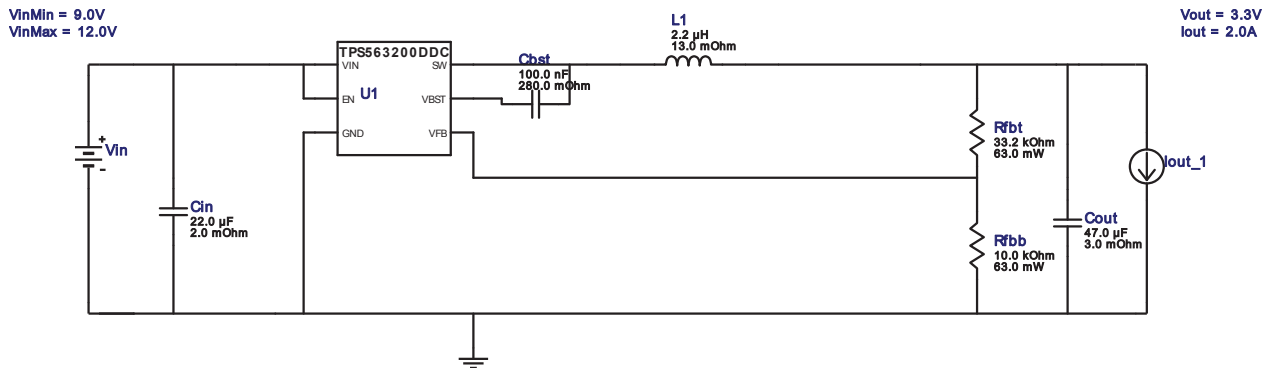 VinMin = 9.0V
VinMax = 12.0V
Vout = 3.3V
Iout = 2.0A
L1
2.2 µH
13.0 mOhm
TPS563200DDC
VIN
SW
EN
U1
VBST
GND
VFB
Cbst
100.0 nF
280.0 mOhm
+
Vin
-
Cin
22.0 µF
2.0 mOhm
Rfbt
33.2 kOhm
63.0 mW
Iout_1
Rfbb
10.0 kOhm
63.0 mW
Cout
47.0 µF
3.0 mOhm